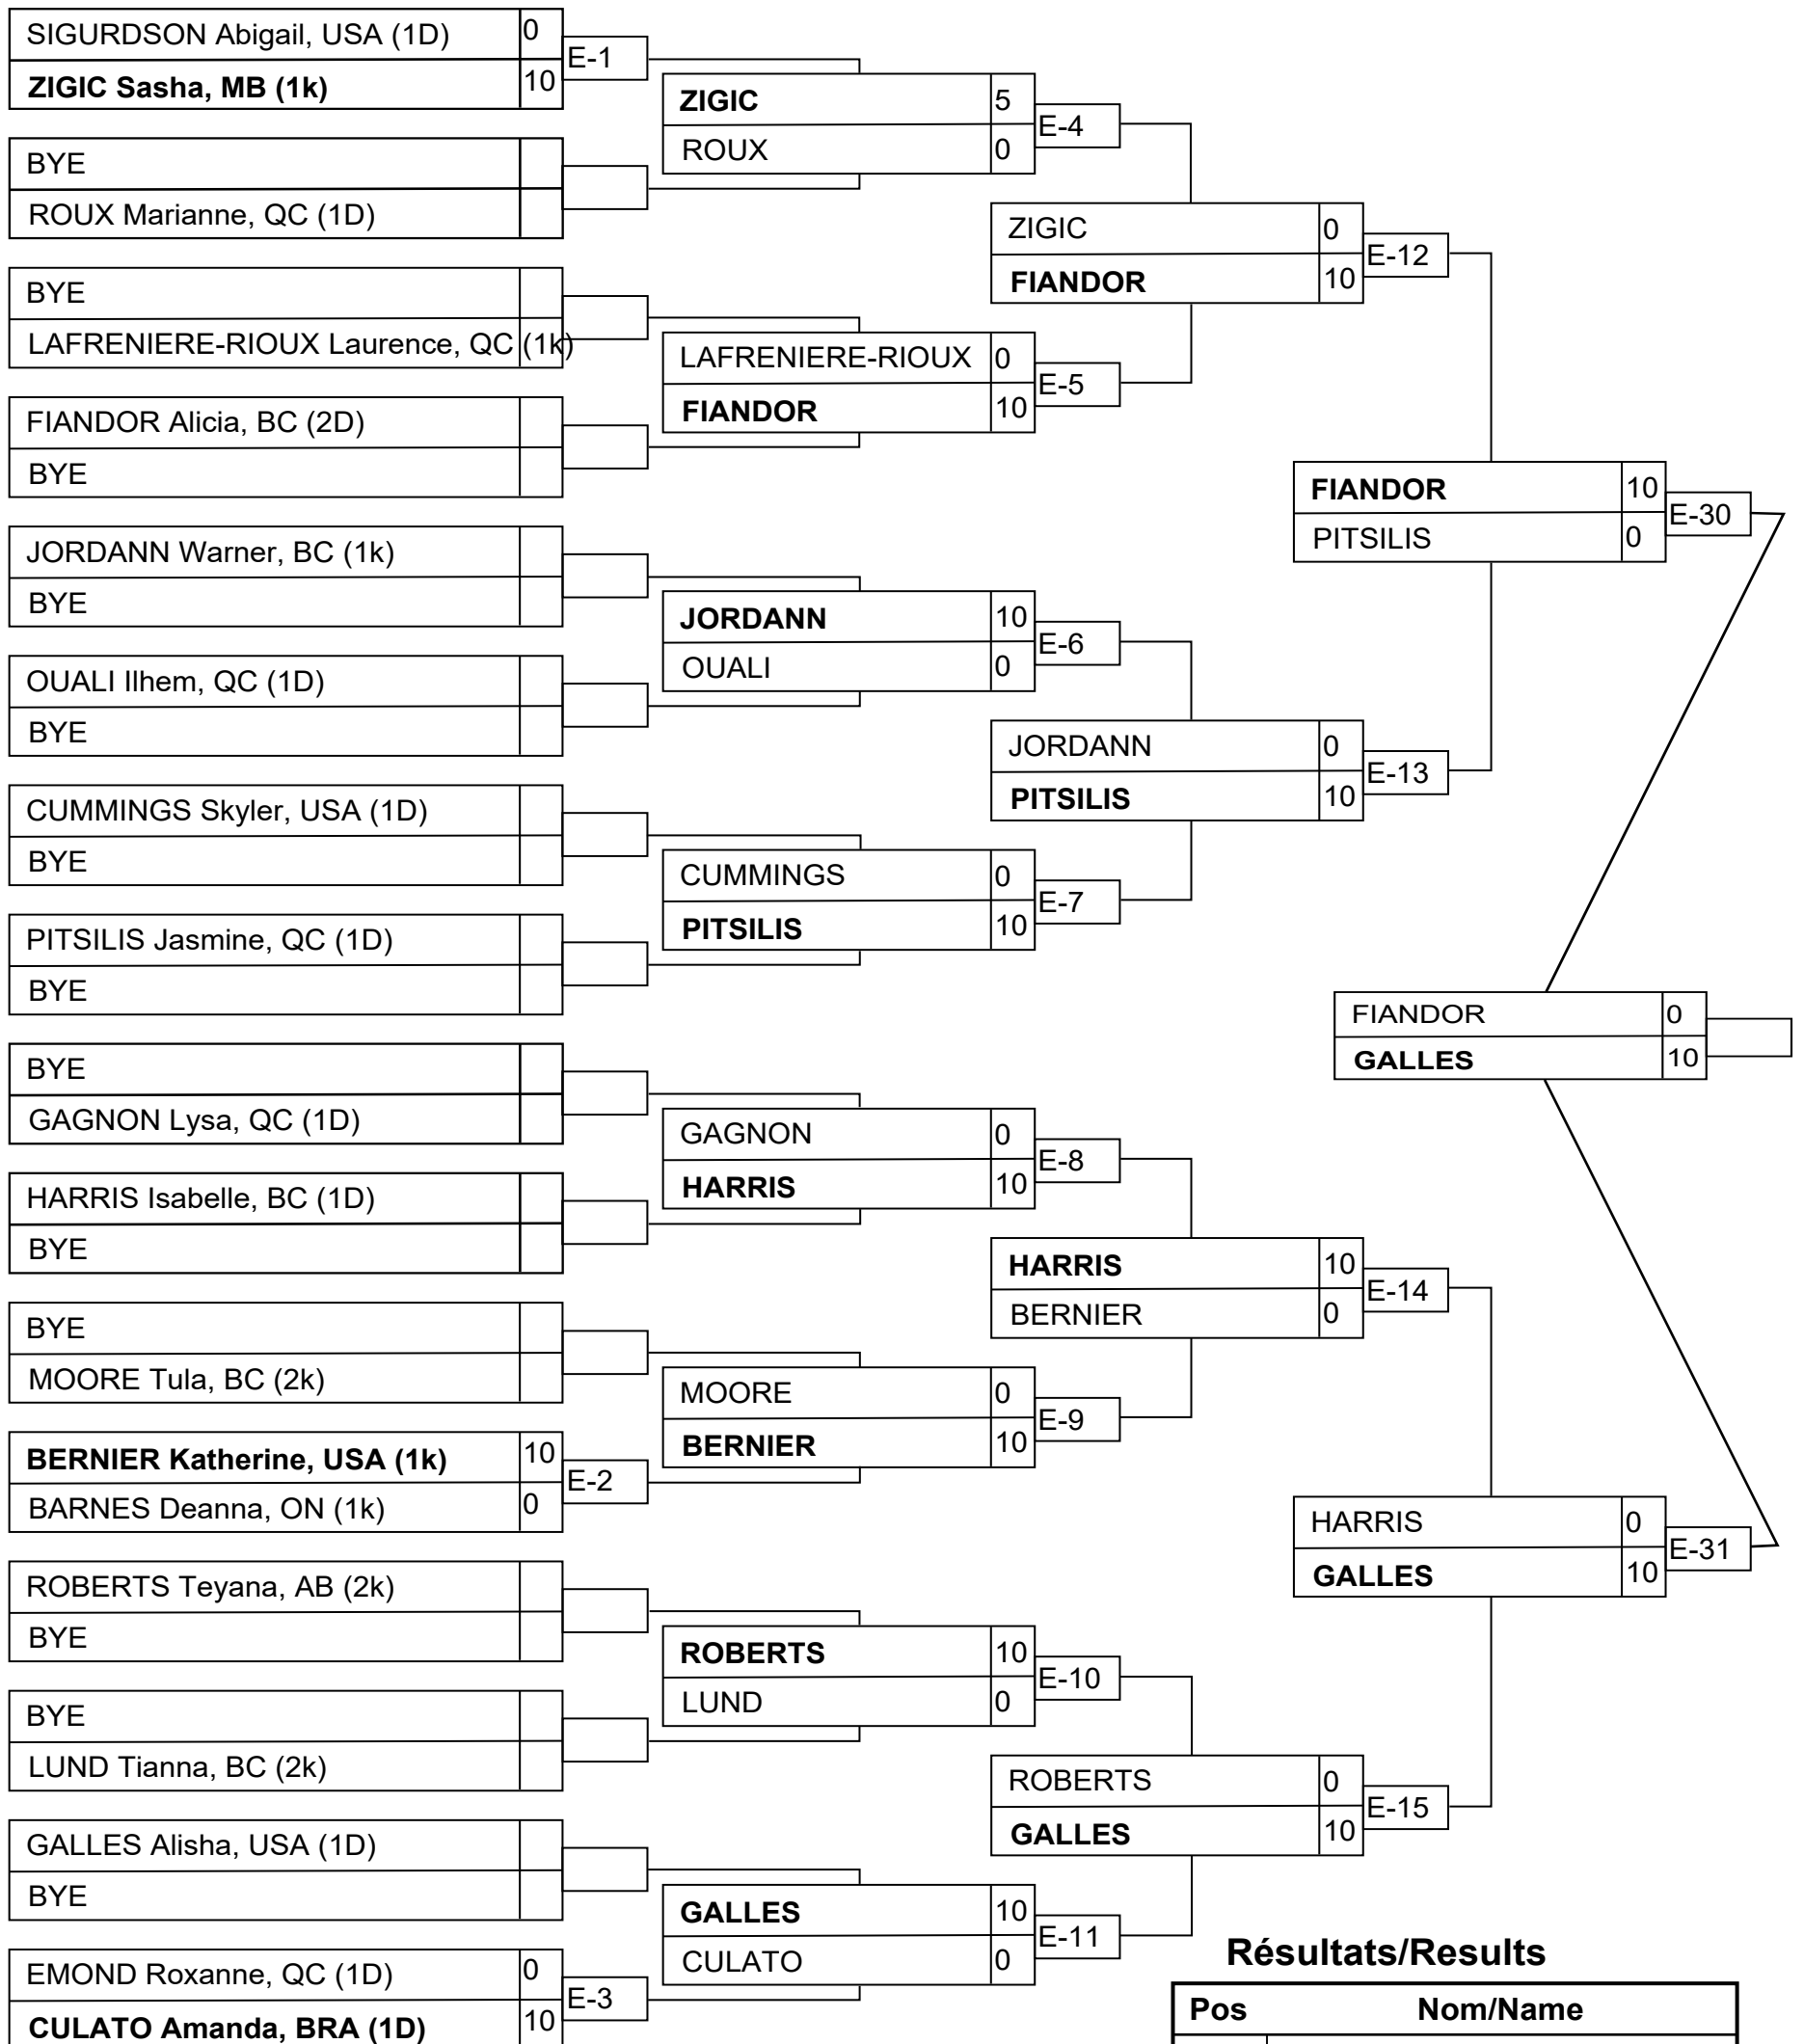 SIGURDSON Abigail, USA (1D) 0
ZIGIC Sasha, MB (1k) 10
E-1
BYE
ROUX Marianne, QC (1D)
BYE
LAFRENIERE-RIOUX Laurence, QC (1k)
FIANDOR Alicia, BC (2D)
BYE
JORDANN Warner, BC (1k)
BYE
OUALI Ilhem, QC (1D)
BYE
CUMMINGS Skyler, USA (1D)
BYE
PITSILIS Jasmine, QC (1D)
BYE
BYE
GAGNON Lysa, QC (1D)
HARRIS Isabelle, BC (1D)
BYE
BYE
MOORE Tula, BC (2k)
BERNIER Katherine, USA (1k) 10
BARNES Deanna, ON (1k) 0
E-2
ROBERTS Teyana, AB (2k)
BYE
BYE
LUND Tianna, BC (2k)
GALLES Alisha, USA (1D)
BYE
EMOND Roxanne, QC (1D) 0
CULATO Amanda, BRA (1D) 10
E-3
ZIGIC 5
ROUX 0
E-4
LAFRENIERE-RIOUX 0
FIANDOR 10
E-5
JORDANN 10
OUALI 0
E-6
CUMMINGS 0
PITSILIS 10
E-7
GAGNON 0
HARRIS 10
E-8
MOORE 0
BERNIER 10
E-9
ROBERTS 10
LUND 0
E-10
GALLES 10
CULATO 0
E-11
ZIGIC 0
FIANDOR 10
E-12
JORDANN 0
PITSILIS 10
E-13
HARRIS 10
BERNIER 0
E-14
ROBERTS 0
GALLES 10
E-15
FIANDOR 10
PITSILIS 0
E-30
HARRIS 0
GALLES 10
E-31
FIANDOR 0
GALLES 10
Résultats/Results
Pos Nom/Name